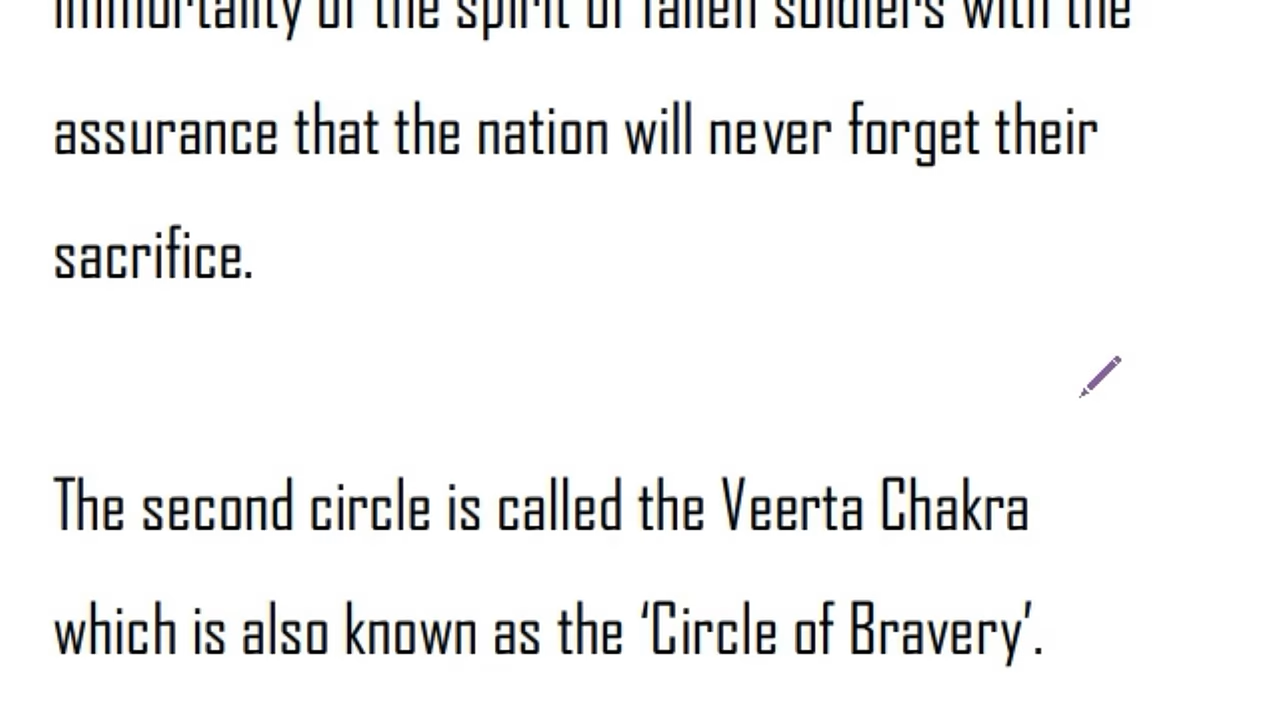 immortality of the spirit of fallen soldiers with the
assurance that the nation will never forget their
sacrifice.
The second circle is called the Veerta Chakra
which is also known as the ‘Circle of Bravery’.